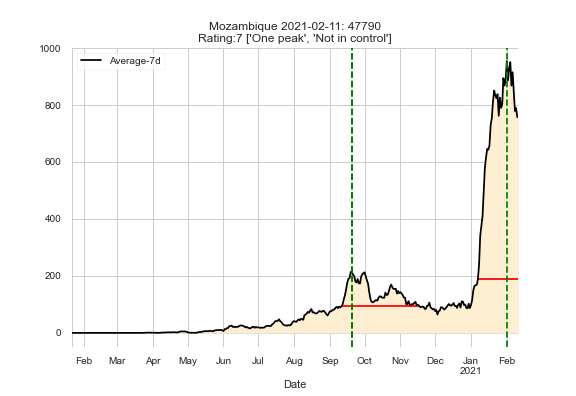 Mozambique 2021-02-11: 47790
Rating:7 ['One peak', 'Not in control']
Average-7d
1000
800
600
400
200
0
Feb Mar Apr May Jun Jul Aug Sep Oct Nov Dec Jan Feb
2021
Date